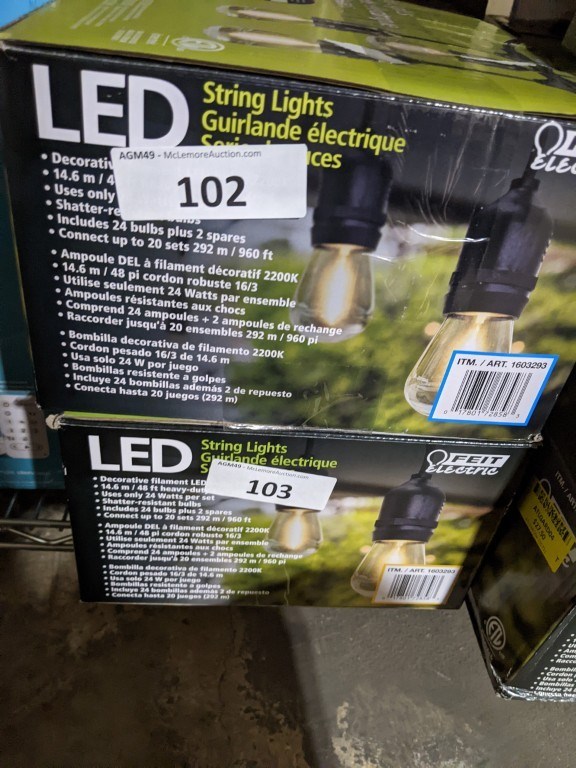 LED
String Lights
Guirlande électrique
AGM49 - McLemoreAuction.com
102
• Decorativ
• 14.6 m / 4
• Uses only
• Shatter-re
• Includes 24 bulbs plus 2 spares
• Connect up to 20 sets 292 m / 960 ft
• Ampoule DEL à filament décoratif 2200K
• 14.6 m / 48 pi cordon robuste 16/3
• Utilise seulement 24 Watts par ensemble
• Ampoules résistantes aux chocs
• Comprend 24 ampoules + 2 ampoules de rechange
• Raccorder jusqu'à 20 ensembles 292 m / 960 pi
• Bombilla decorativa de filamento 2200K
• Cordon pesado 16/3 de 14.6 m
• Usa solo 24 W por juego
• Bombillas resistente a golpes
• Incluye 24 bombillas además 2 de repuesto
• Conecta hasta 20 juegos (292 m)
ITM. / ART. 1603293
LED
String Lights
Guirlande électrique
AGM49 - McLemoreAuction.com
103
FEIT
electric
• Decorative filament LED
• 14.6 m / 48 ft heavy-dut
• Uses only 24 Watts per set
• Shatter-resistant bulbs
• Includes 24 bulbs plus 2 spares
• Connect up to 20 sets 292 m / 960 ft
• Ampoule DEL à filament décoratif 2200K
• 14.6 m / 48 pi cordon robuste 16/3
• Utilise seulement 24 Watts par ensemble
• Ampoules résistantes aux chocs
• Comprend 24 ampoules + 2 ampoules de rechange
• Raccorder jusqu'à 20 ensembles 292 m / 960 pi
• Bombilla decorativa de filamento 2200K
• Cordon pesado 16/3 de 14.6 m
• Usa solo 24 W por juego
• Bombillas resistente a golpes
• Incluye 24 bombillas además 2 de repuesto
• Conecta hasta 20 juegos (292 m)
ITM. / ART. 1603293